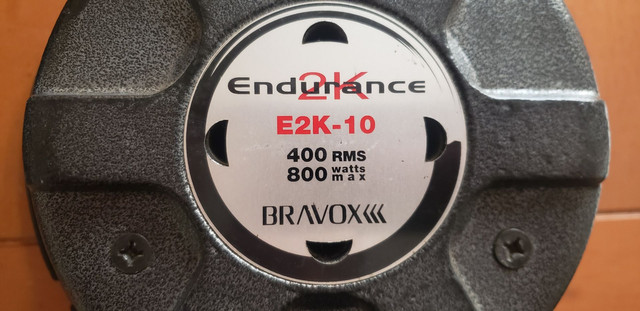 Endurance
2K
E2K-10
400 RMS
800 watts max
BRAVOX